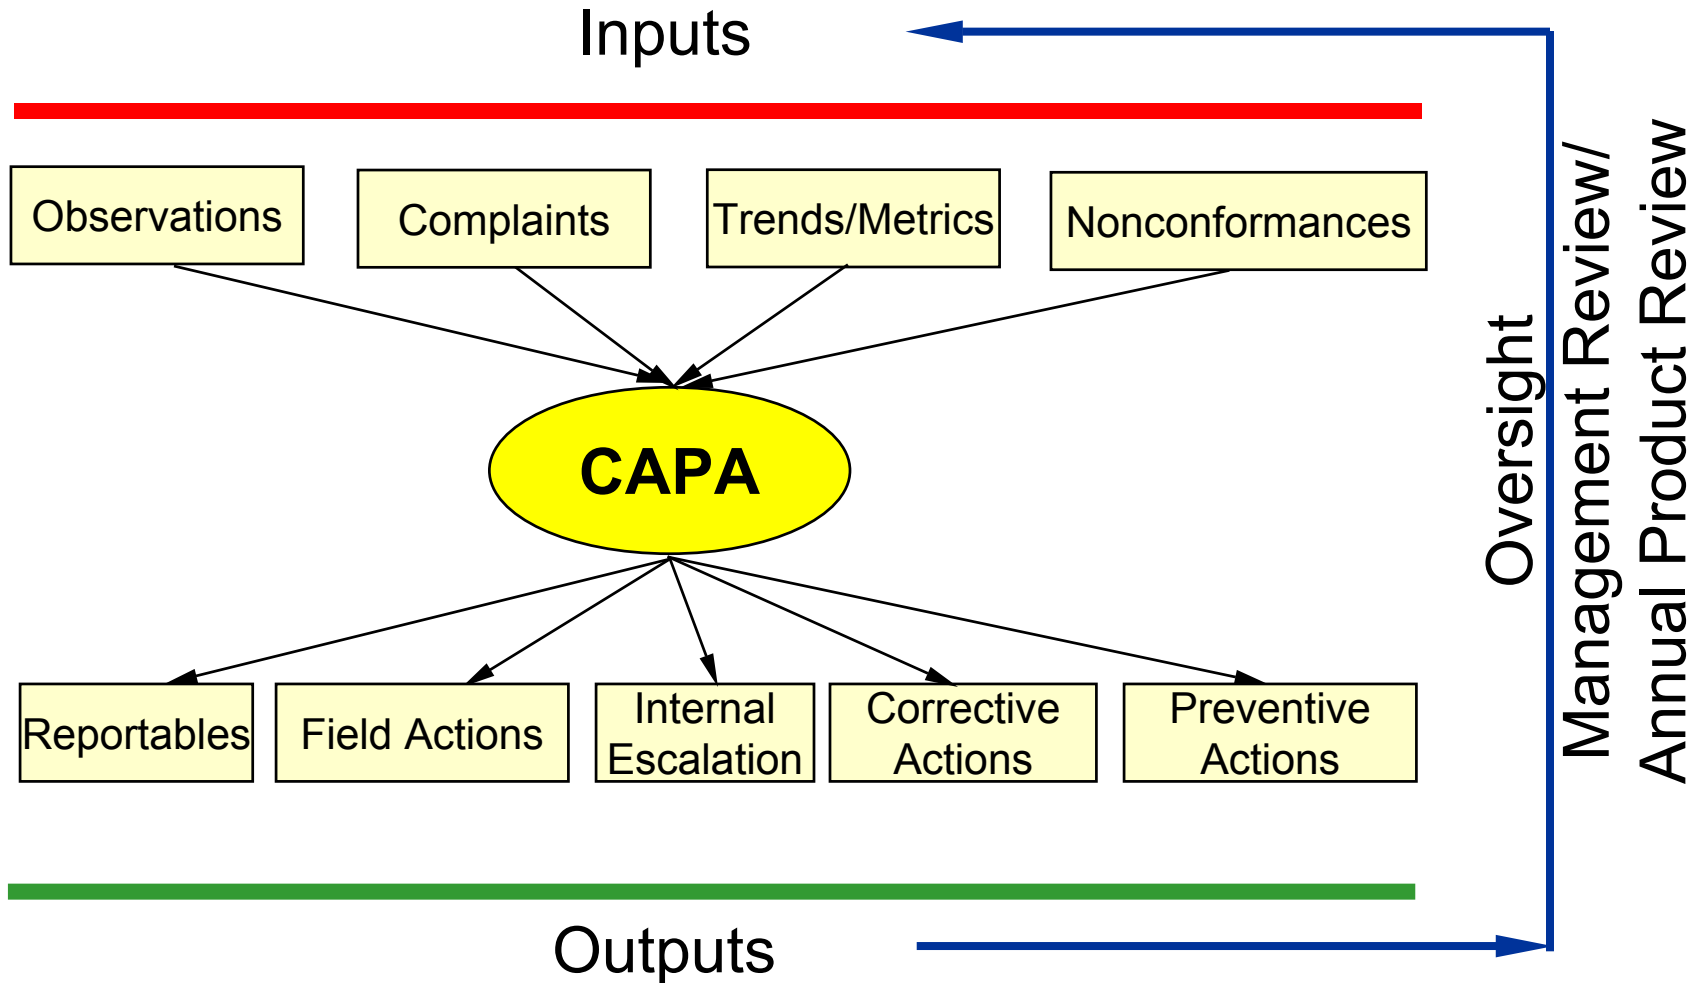 Inputs
Observations
Complaints
Trends/Metrics
Nonconformances
CAPA
Reportables
Field Actions
Internal
Escalation
Corrective
Actions
Preventive
Actions
Outputs
Oversight
Management Review/
Annual Product Review